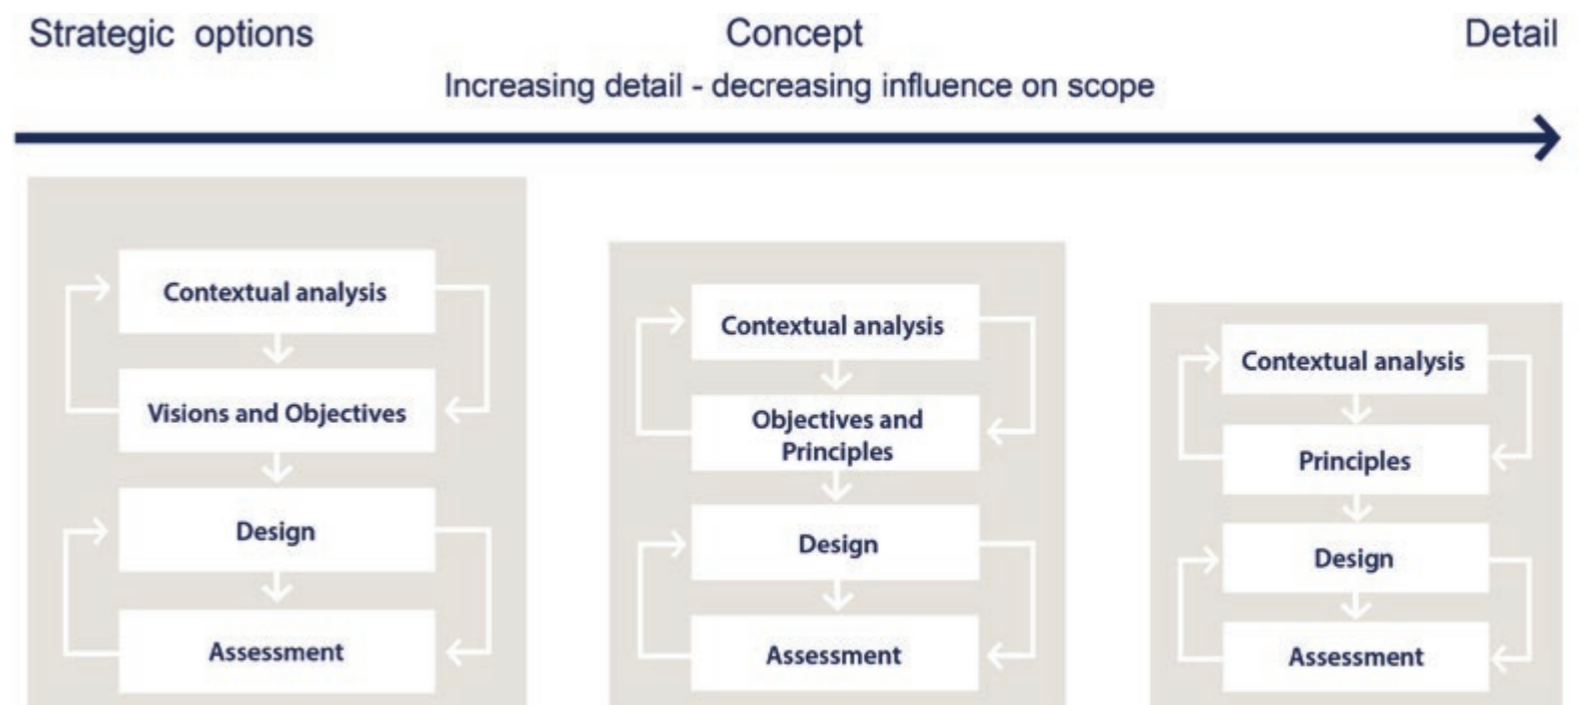 Strategic options
Concept
Detail
Increasing detail - decreasing influence on scope
Contextual analysis
Visions and Objectives
Design
Assessment
Contextual analysis
Objectives and
Principles
Design
Assessment
Contextual analysis
Principles
Design
Assessment